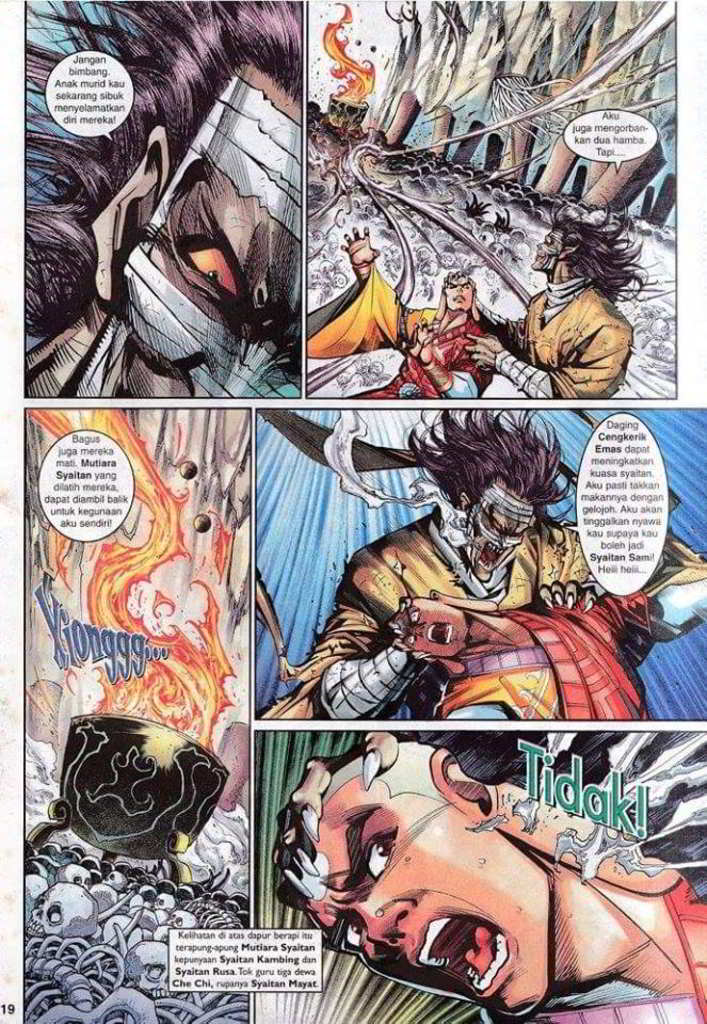 Jangan
bimbang.
Anak murid kau
sekarang sibuk
menyelamatkan
diri mereka!
Aku
juga mengorban-
kan dua hamba.
Tapi....
Bagus
juga mereka
mati. Mutiara
Syaitan yang
dilatih mereka,
dapat diambil balik
untuk kegunaan
aku sendiri!
Xionggg...
Daging
Cengkerik
Emas dapat
meningkatkan
kuasa syaitan.
Aku pasti takkan
makannya dengan
gelojoh. Aku akan
tinggalkan nyawa
kau supaya kau
boleh jadi
Syaitan Sami!
Heiii heiii...
Tidak!
Kelihatan di atas dapur berapi itu
terapung-apung Mutiara Syaitan
kepunyaan Syaitan Kambing dan
Syaitan Rusa. Tok guru tiga dewa
Che Chi, rupanya Syaitan Mayat.
19